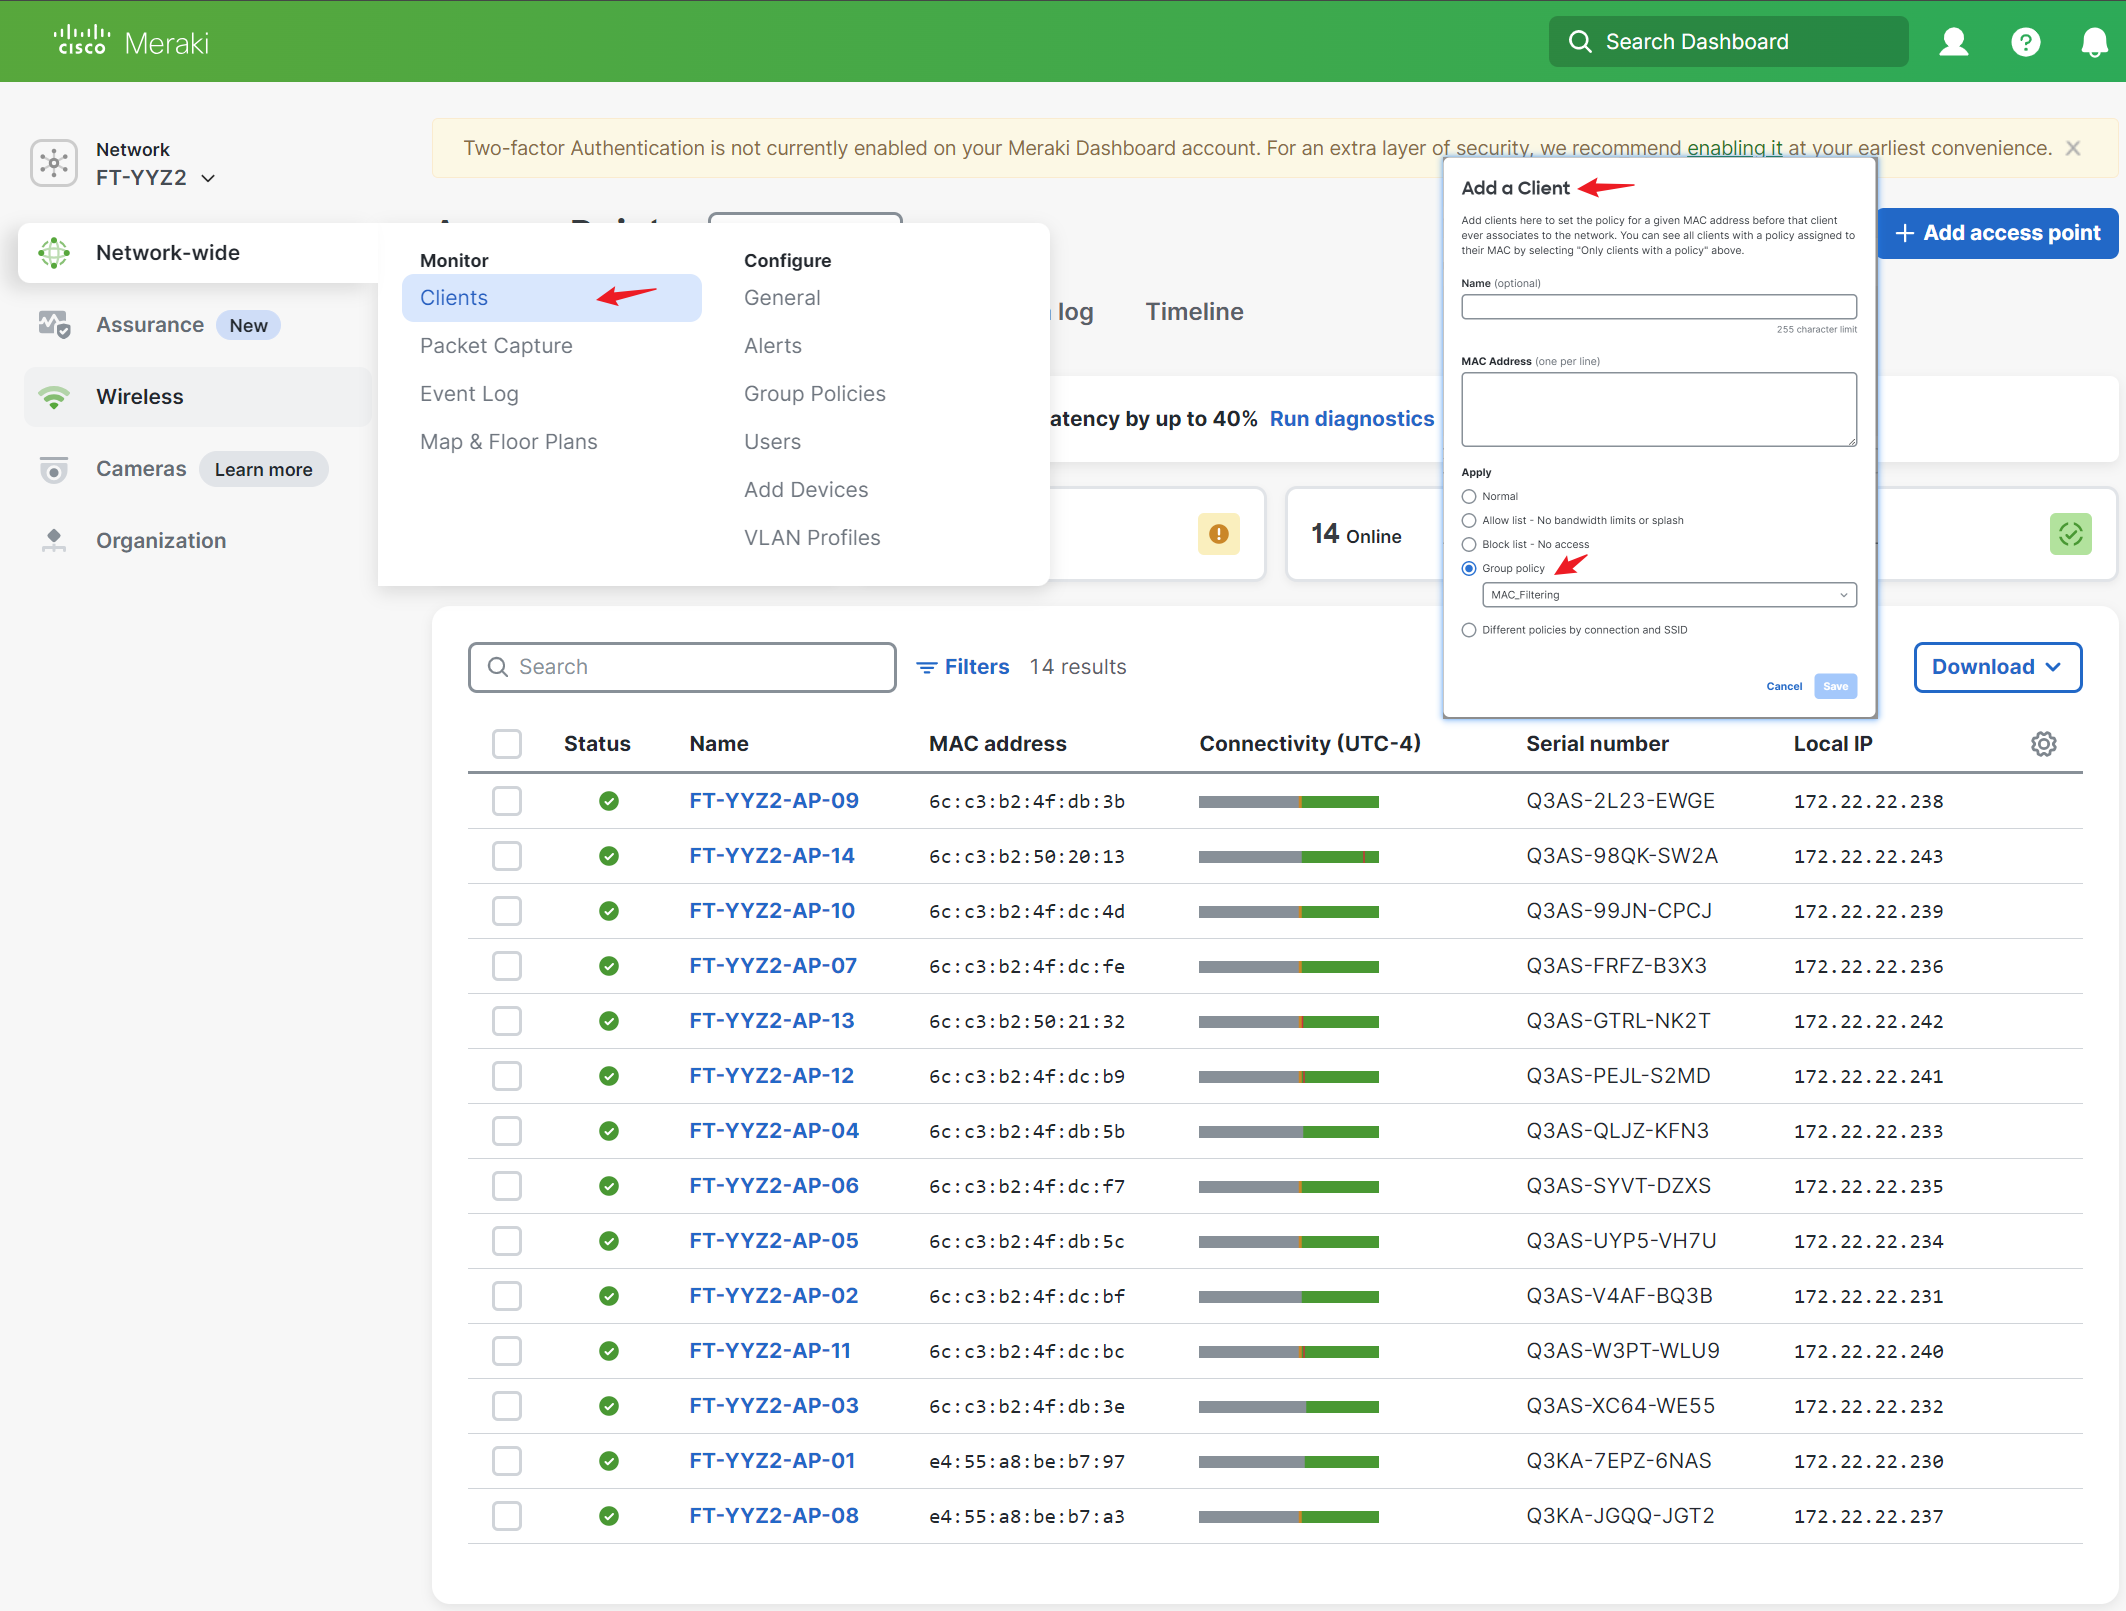 CISCO Meraki
Search Dashboard
Network
FT-YYZ2
Two-factor Authentication is not currently enabled on your Meraki Dashboard account. For an extra layer of security, we recommend enabling it at your earliest convenience.
Network-wide
Assurance New
Wireless
Cameras Learn more
Organization
Monitor
Clients
Packet Capture
Event Log
Map & Floor Plans
Configure
General
Alerts
Group Policies
Users
Add Devices
VLAN Profiles
log Timeline
Add access point
atency by up to 40% Run diagnostics
14 Online
Add a Client
Add clients here to set the policy for a given MAC address before that client
ever associates to the network. You can see all clients with a policy assigned to
their MAC by selecting "Only clients with a policy" above.
Name (optional)
255 character limit
MAC Address (one per line)
Apply
Normal
Allow list - No bandwidth limits or splash
Block list - No access
Group policy
MAC_Filtering
Different policies by connection and SSID
Cancel Save
Search Filters 14 results Download
Status Name MAC address Connectivity (UTC-4) Serial number Local IP
FT-YYZ2-AP-09 6c:c3:b2:4f:db:3b Q3AS-2L23-EWGE 172.22.22.238
FT-YYZ2-AP-14 6c:c3:b2:50:20:13 Q3AS-98QK-SW2A 172.22.22.243
FT-YYZ2-AP-10 6c:c3:b2:4f:dc:4d Q3AS-99JN-CPCJ 172.22.22.239
FT-YYZ2-AP-07 6c:c3:b2:4f:dc:fe Q3AS-FRFZ-B3X3 172.22.22.236
FT-YYZ2-AP-13 6c:c3:b2:50:21:32 Q3AS-GTRL-NK2T 172.22.22.242
FT-YYZ2-AP-12 6c:c3:b2:4f:dc:b9 Q3AS-PEJL-S2MD 172.22.22.241
FT-YYZ2-AP-04 6c:c3:b2:4f:db:5b Q3AS-QLJZ-KFN3 172.22.22.233
FT-YYZ2-AP-06 6c:c3:b2:4f:dc:f7 Q3AS-SYVT-DZXS 172.22.22.235
FT-YYZ2-AP-05 6c:c3:b2:4f:db:5c Q3AS-UYP5-VH7U 172.22.22.234
FT-YYZ2-AP-02 6c:c3:b2:4f:dc:bf Q3AS-V4AF-BQ3B 172.22.22.231
FT-YYZ2-AP-11 6c:c3:b2:4f:dc:bc Q3AS-W3PT-WLU9 172.22.22.240
FT-YYZ2-AP-03 6c:c3:b2:4f:db:3e Q3AS-XC64-WE55 172.22.22.232
FT-YYZ2-AP-01 e4:55:a8:be:b7:97 Q3KA-7EPZ-6NAS 172.22.22.230
FT-YYZ2-AP-08 e4:55:a8:be:b7:a3 Q3KA-JGQQ-JGT2 172.22.22.237